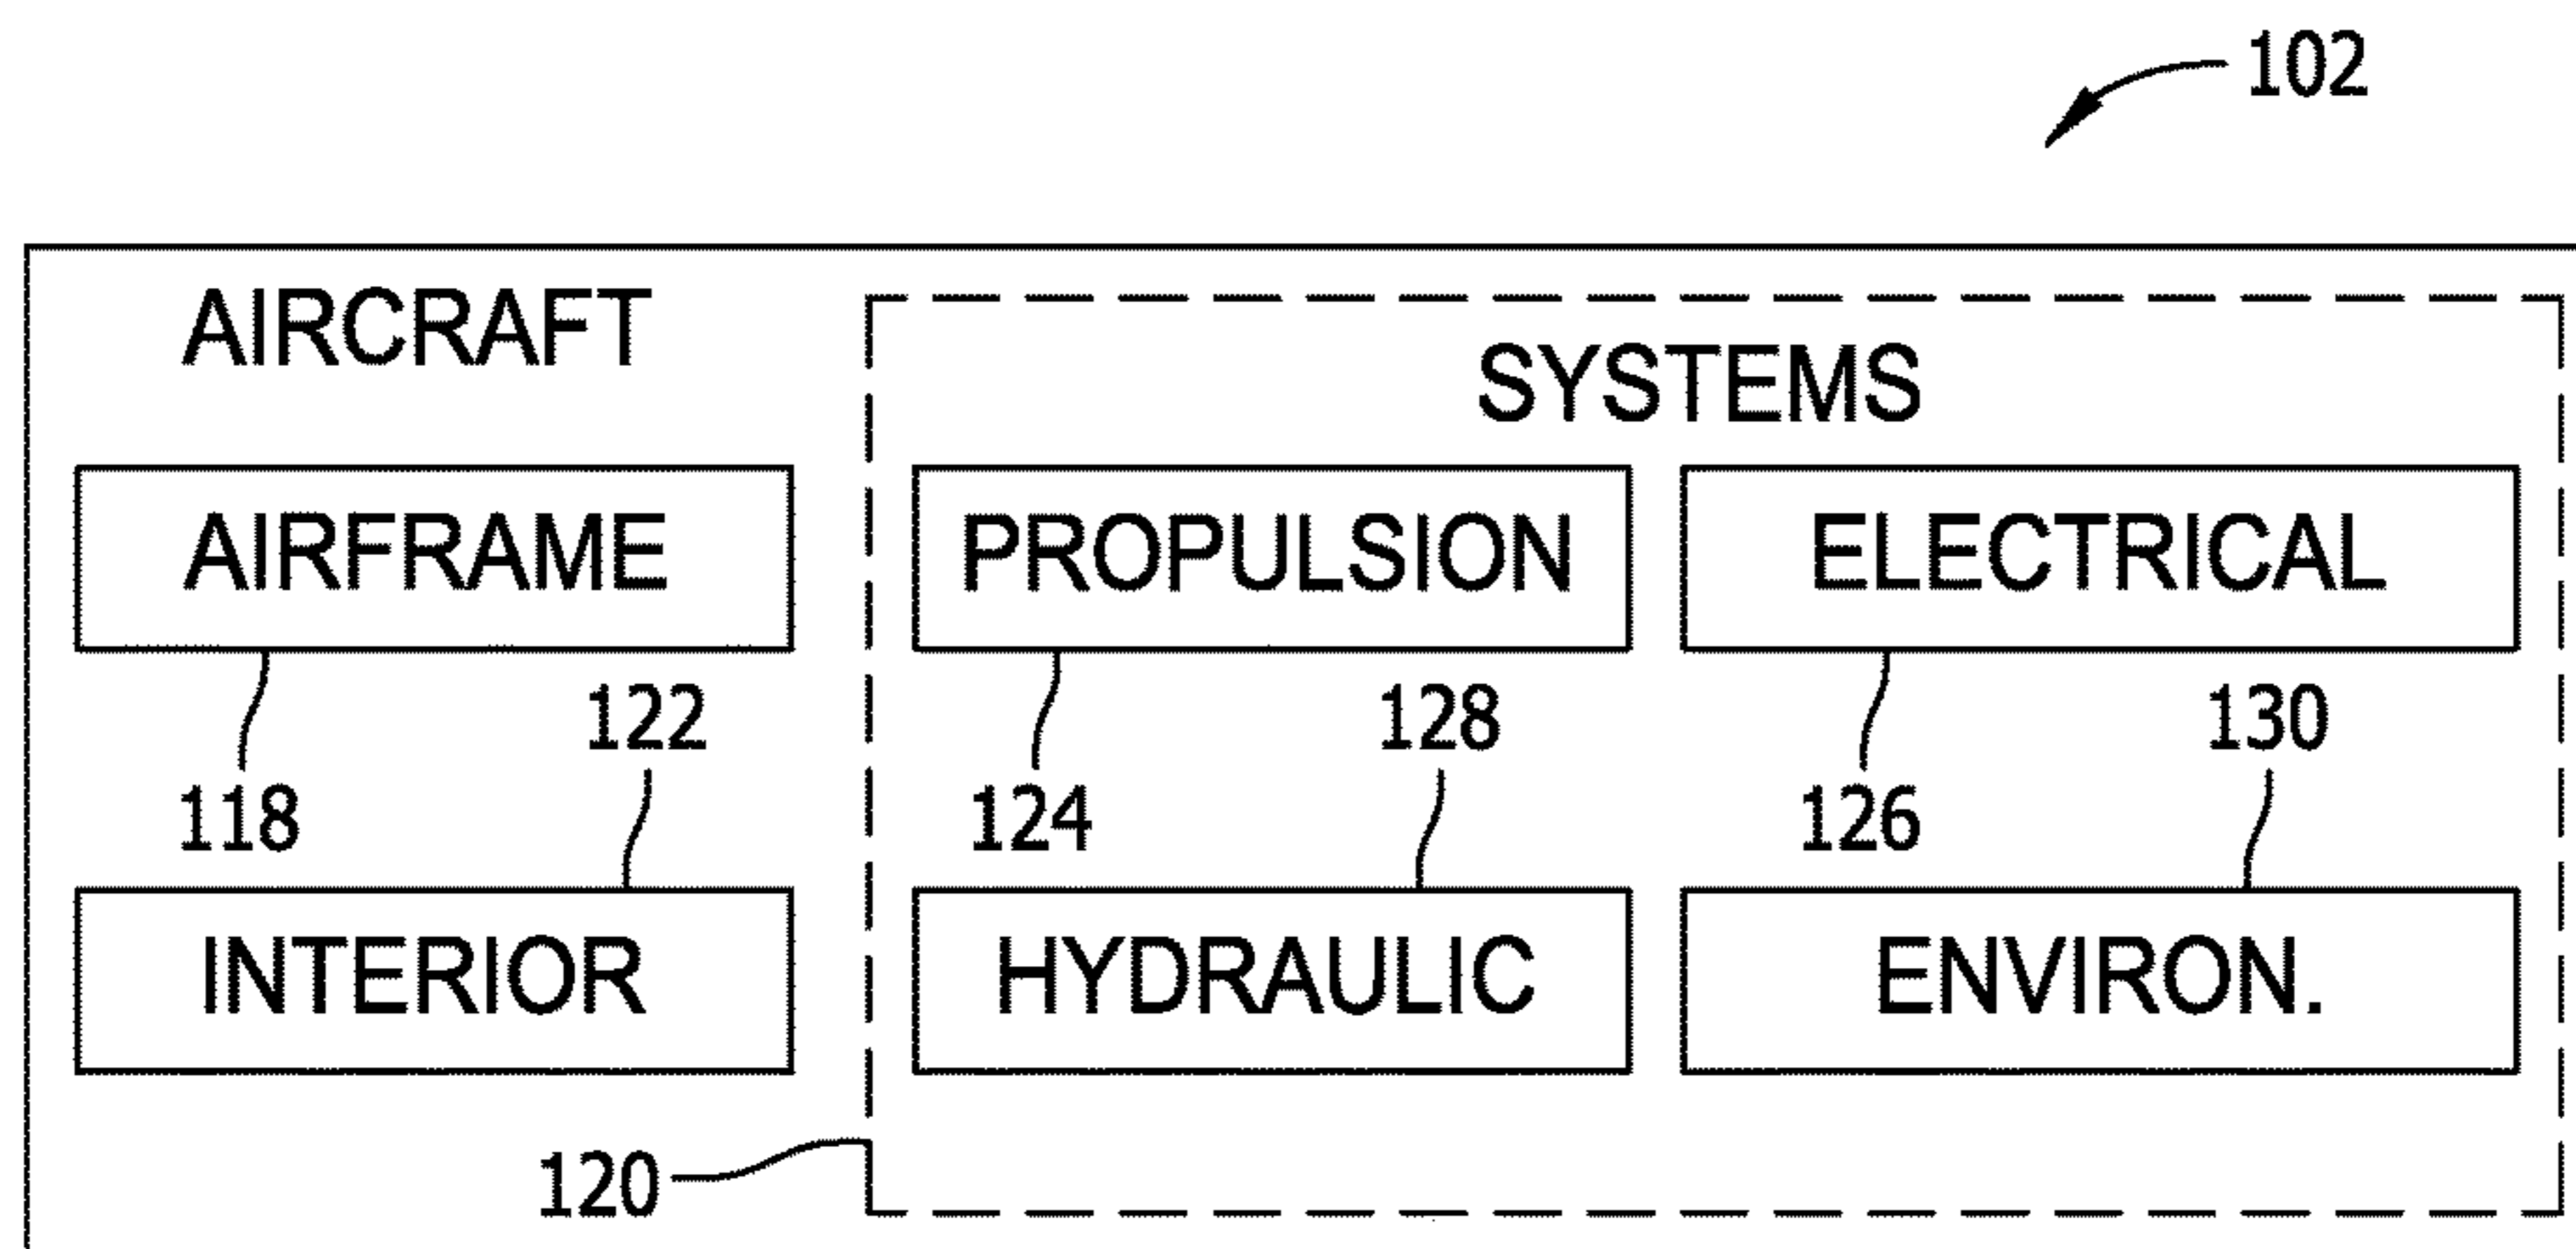 102
AIRCRAFT
SYSTEMS
AIRFRAME
PROPULSION
ELECTRICAL
122
128
130
118
124
126
INTERIOR
HYDRAULIC
ENVIRON.
120